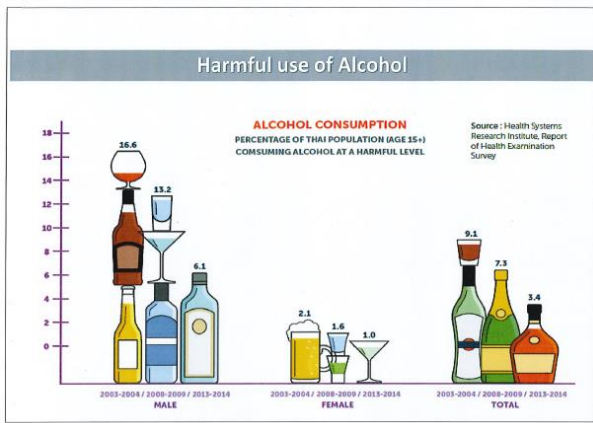 Harmful use of Alcohol
ALCOHOL CONSUMPTION
PERCENTAGE OF THAI POPULATION (AGE 15+)
COMSUMING ALCOHOL AT A HARMFUL LEVEL
Source : Health Systems
Research Institute, Report
of Health Examination
Survey
18
16
14
12
10
8
6
4
2
0
16.6
13.2
6.1
2.1
1.6
1.0
9.1
7.3
3.4
2003-2004 / 2008-2009 / 2013-2014
MALE
2003-2004 / 2008-2009 / 2013-2014
FEMALE
2003-2004 / 2008-2009 / 2013-2014
TOTAL